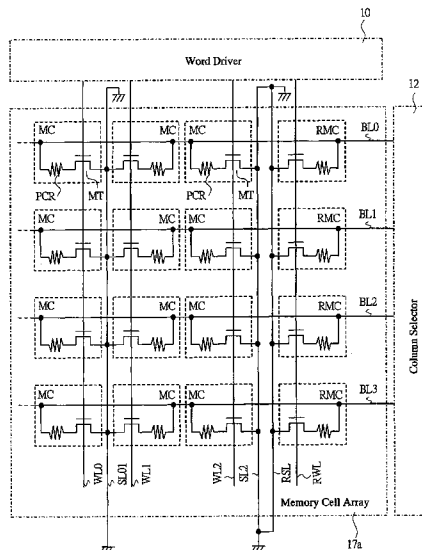 10
Word Driver
12
MC MC MC RMC BL0
PCR MT PCR MT
MC MC MC RMC BL1
MC MC MC RMC BL2
MC MC MC RMC BL3
Column Selector
WL0 SL01 WL1 WL2 SL2 RSL RWL
Memory Cell Array
17a